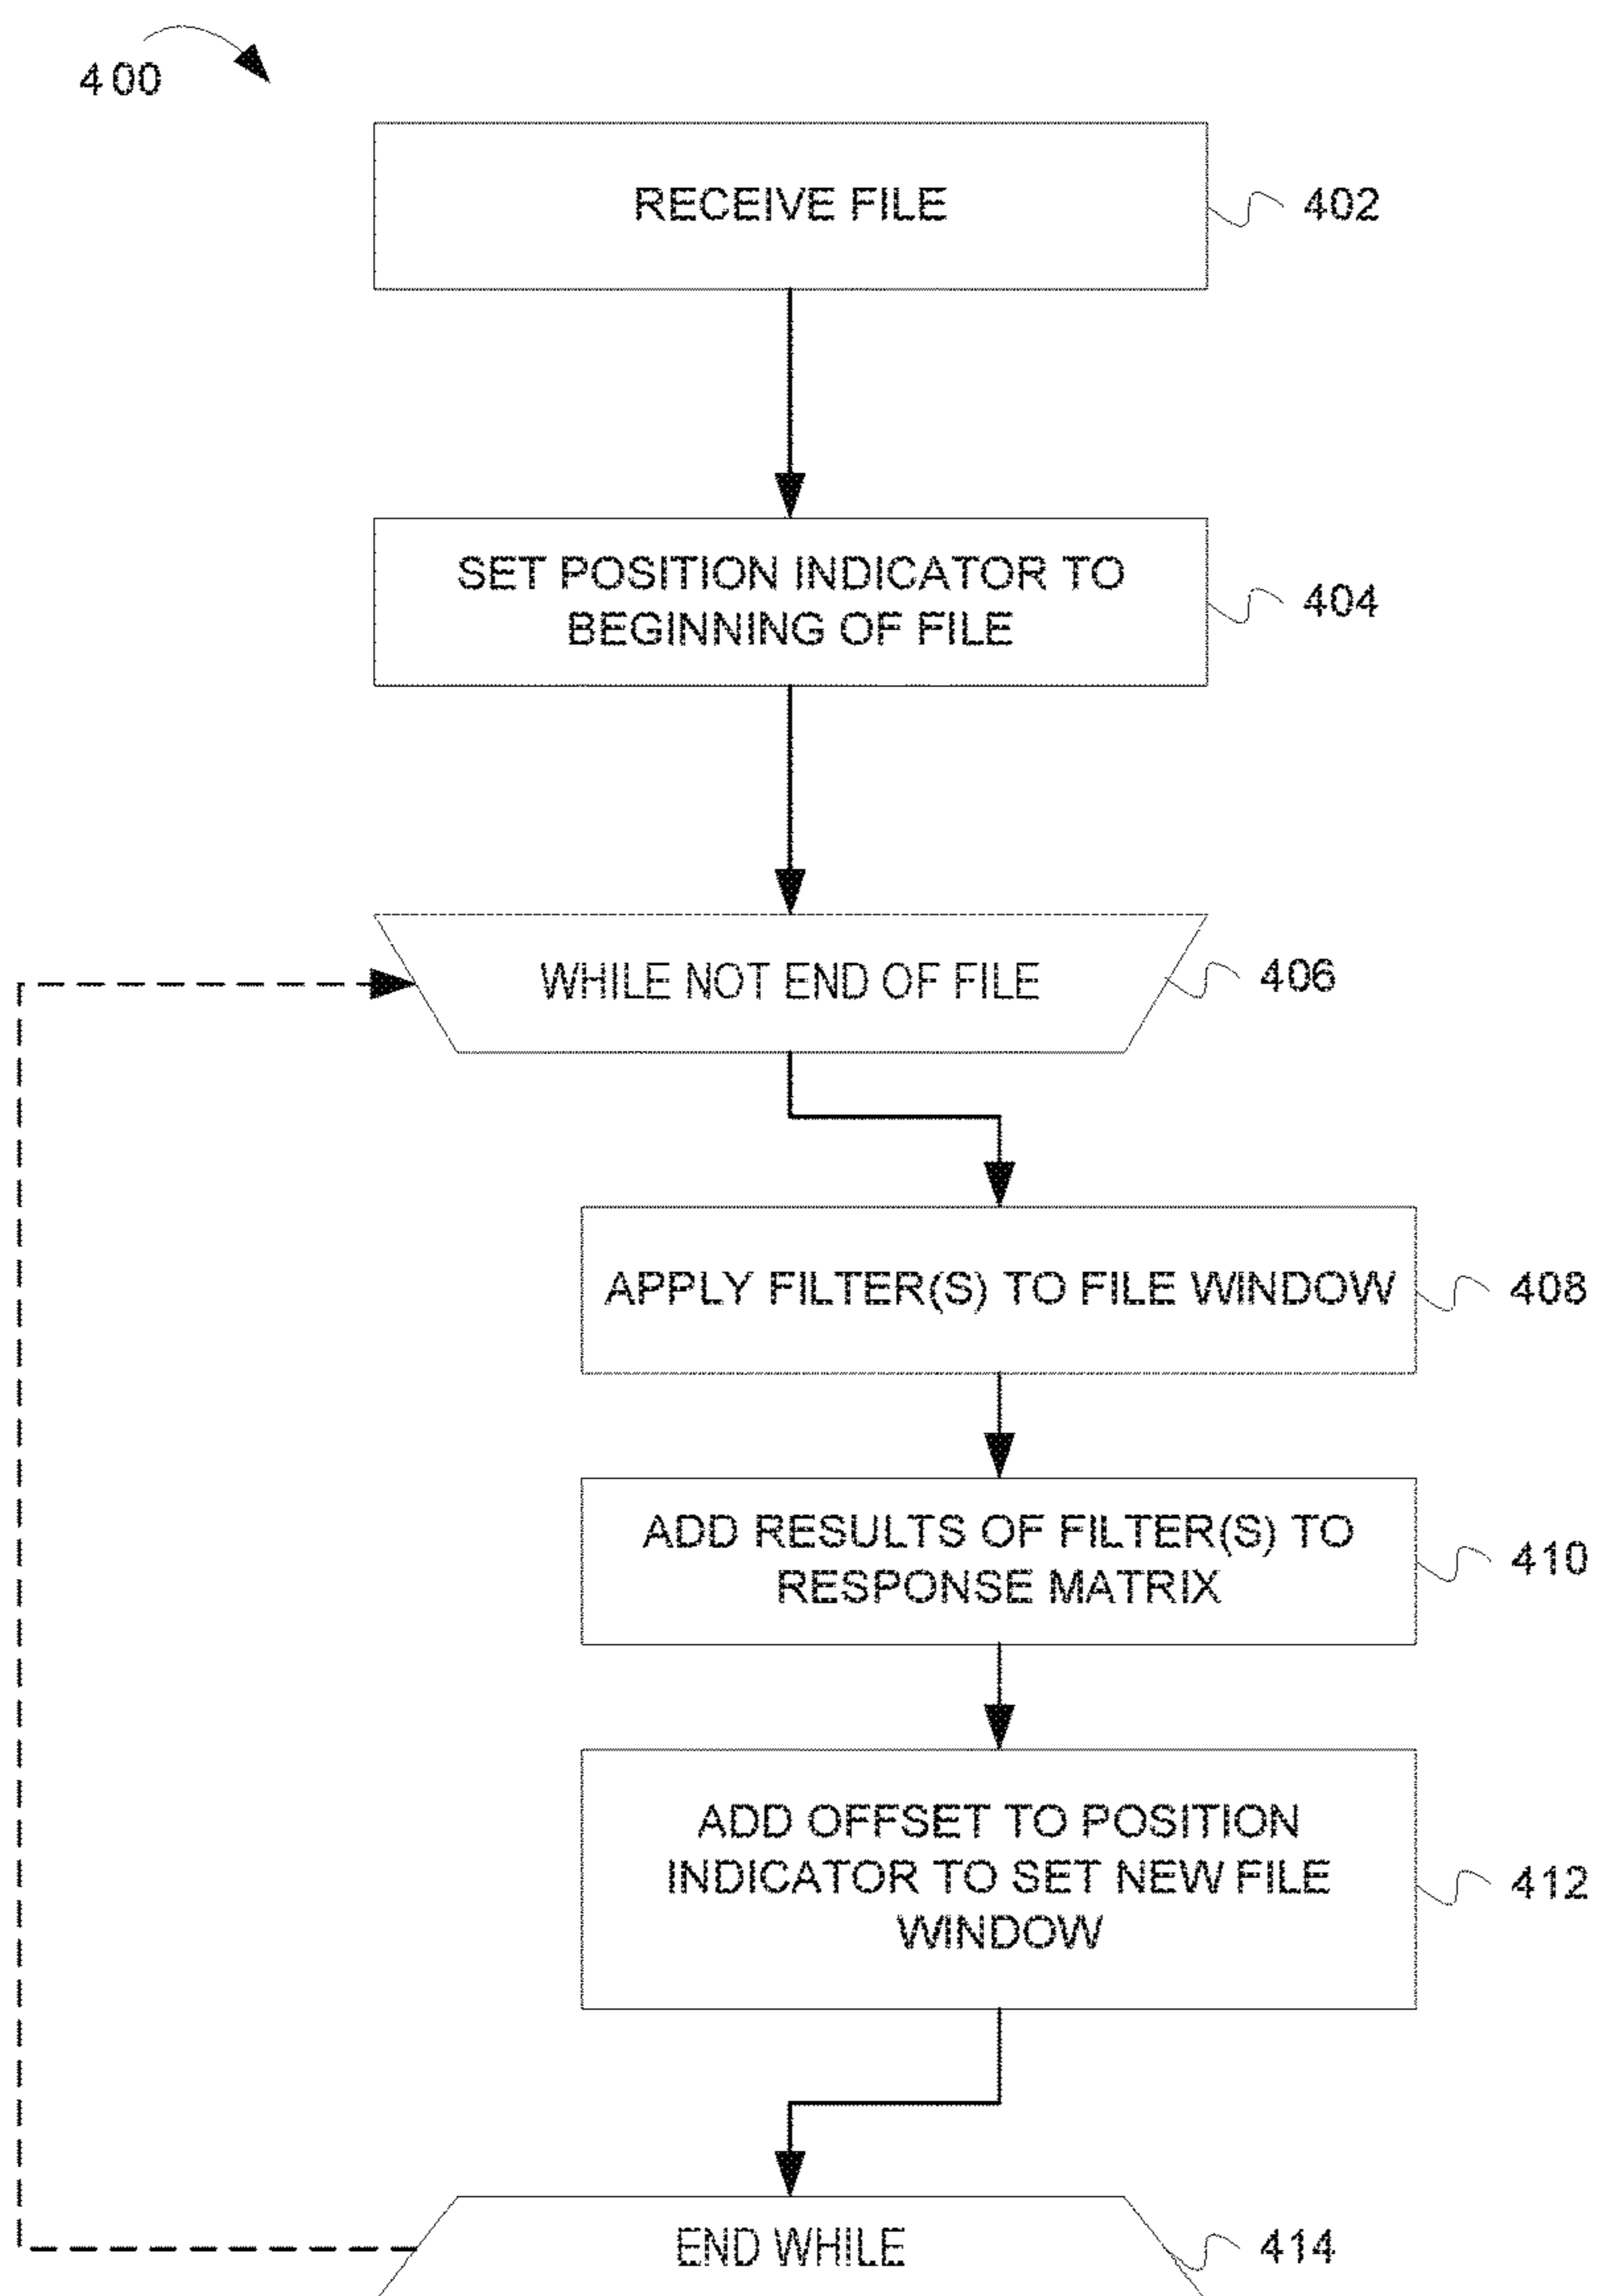 400
RECEIVE FILE
402
SET POSITION INDICATOR TO
BEGINNING OF FILE
404
WHILE NOT END OF FILE
406
APPLY FILTER(S) TO FILE WINDOW
408
ADD RESULTS OF FILTER(S) TO
RESPONSE MATRIX
410
ADD OFFSET TO POSITION
INDICATOR TO SET NEW FILE
WINDOW
412
END WHILE
414